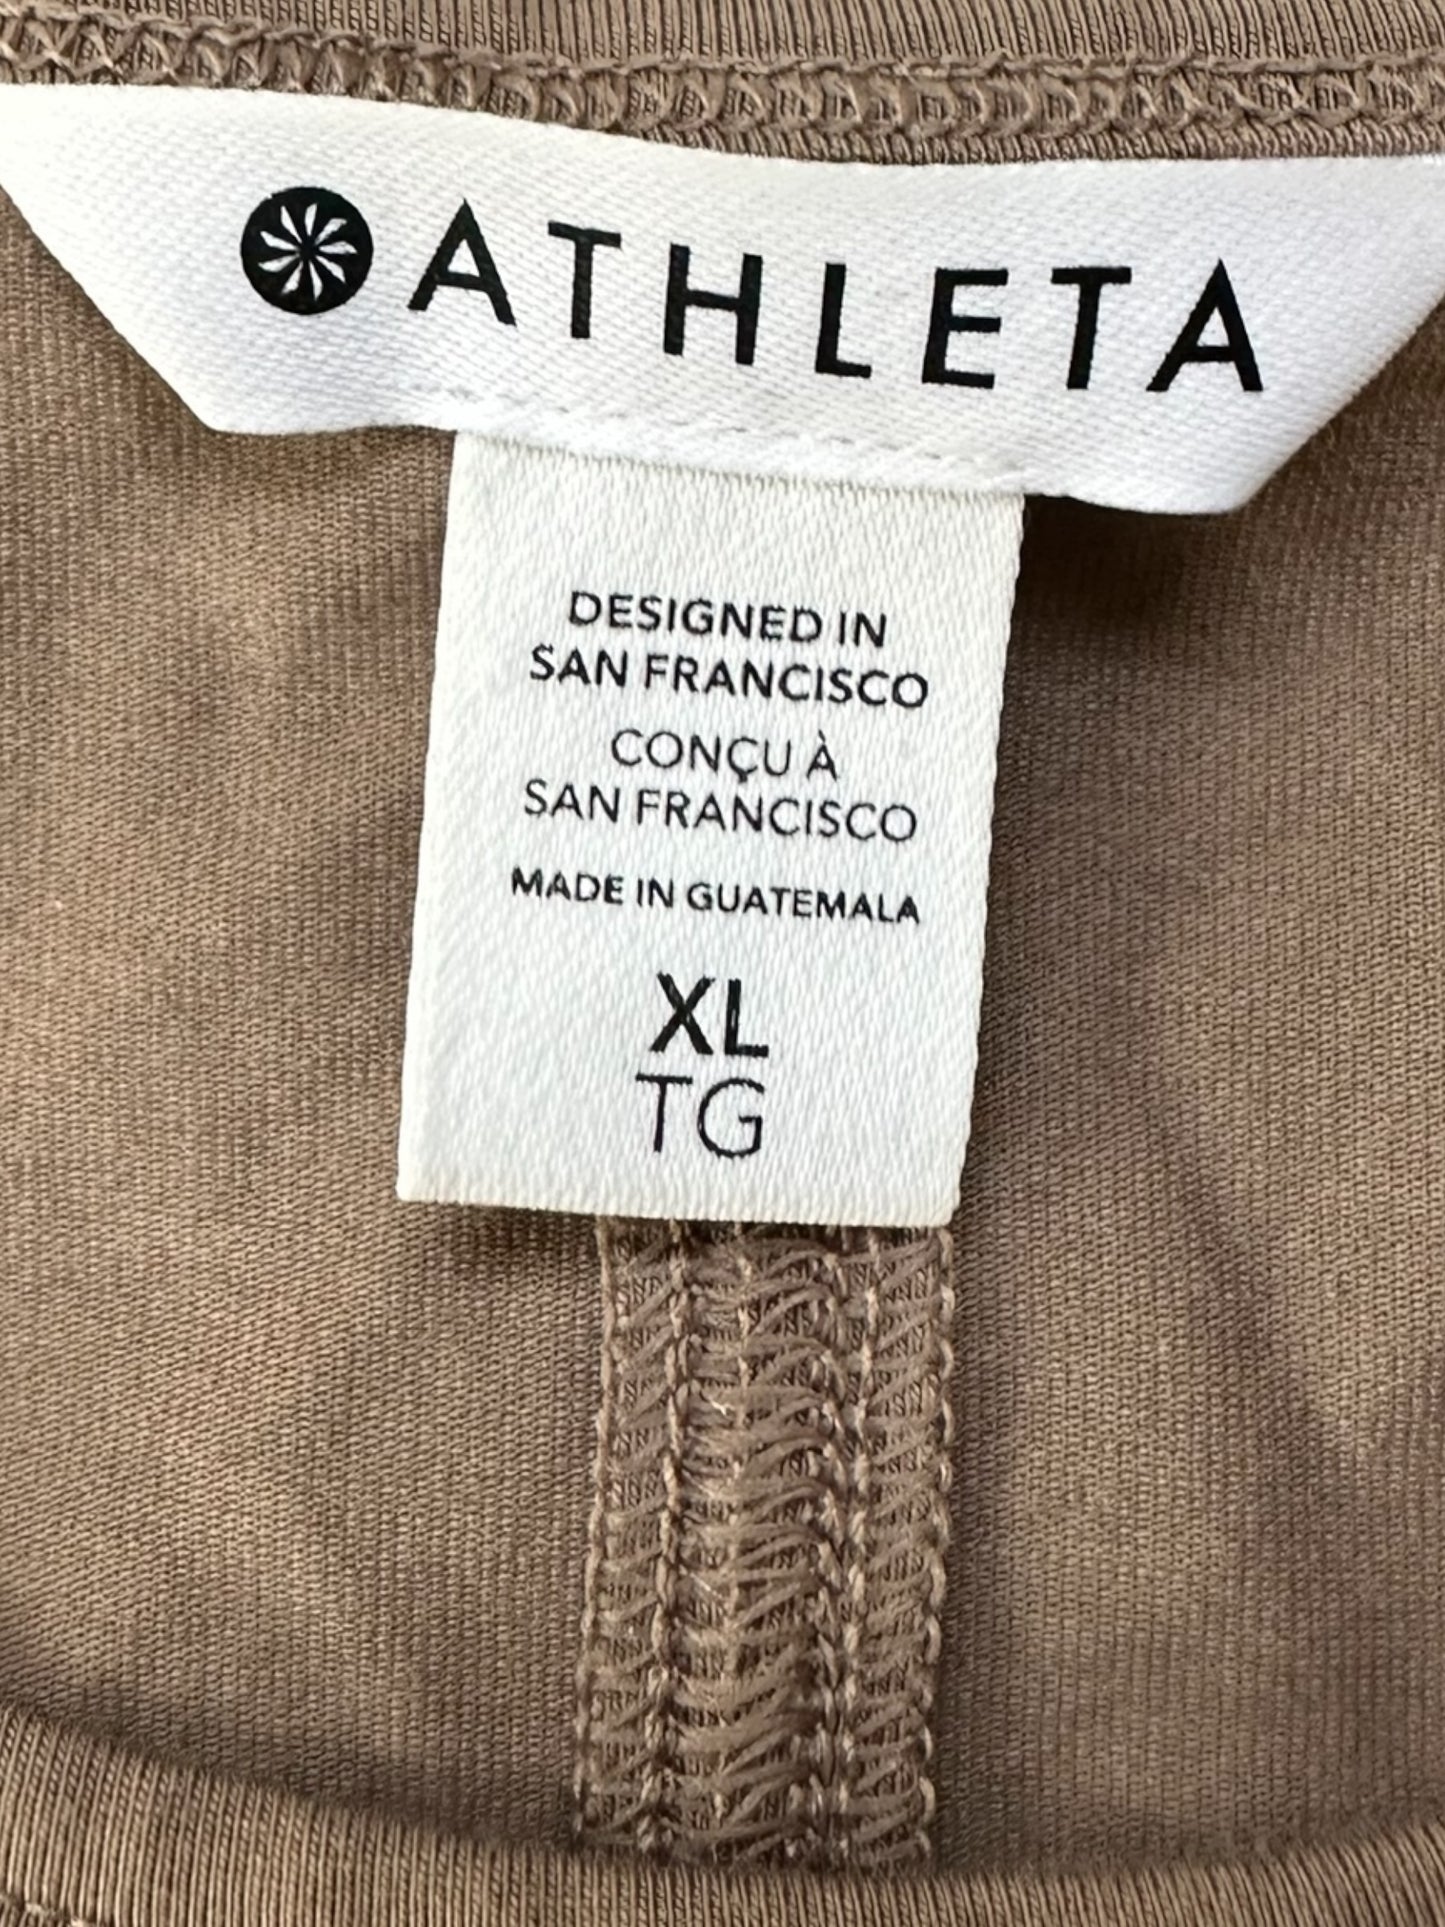 ATHLETA
DESIGNED IN
SAN FRANCISCO
CONÇU À
SAN FRANCISCO
MADE IN GUATEMALA
XL
TG